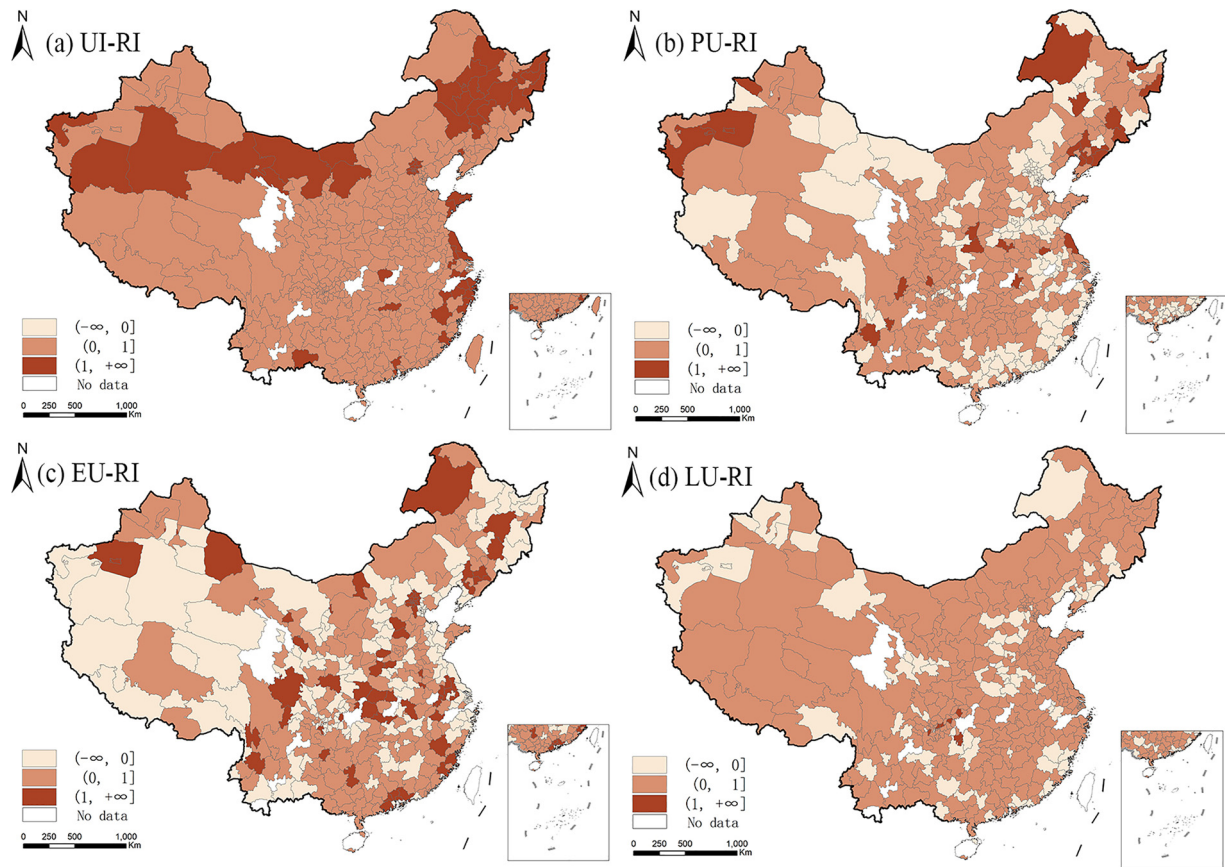 N
(a) UI-RI
(−∞, 0]
(0, 1]
(1, +∞]
No data
0 250 500 1,000
Km
N
(b) PU-RI
(−∞, 0]
(0, 1]
(1, +∞]
No data
0 250 500 1,000
Km
N
(c) EU-RI
(−∞, 0]
(0, 1]
(1, +∞]
No data
0 250 500 1,000
Km
N
(d) LU-RI
(−∞, 0]
(0, 1]
(1, +∞]
No data
0 250 500 1,000
Km